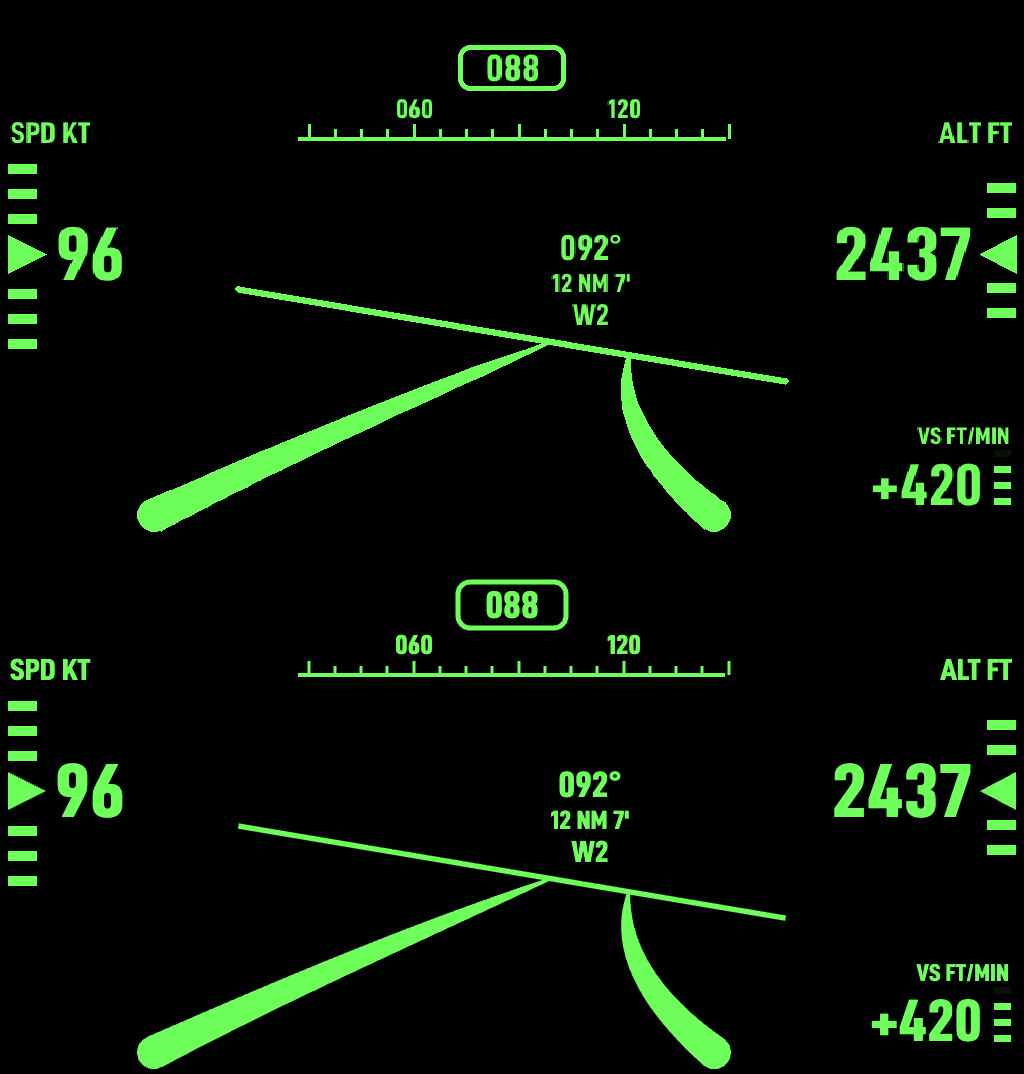 088
060 120
SPD KT ALT FT
96 2437
092°
12 NM 7'
W2
VS FT/MIN
+420
088
060 120
SPD KT ALT FT
96 2437
092°
12 NM 7'
W2
VS FT/MIN
+420